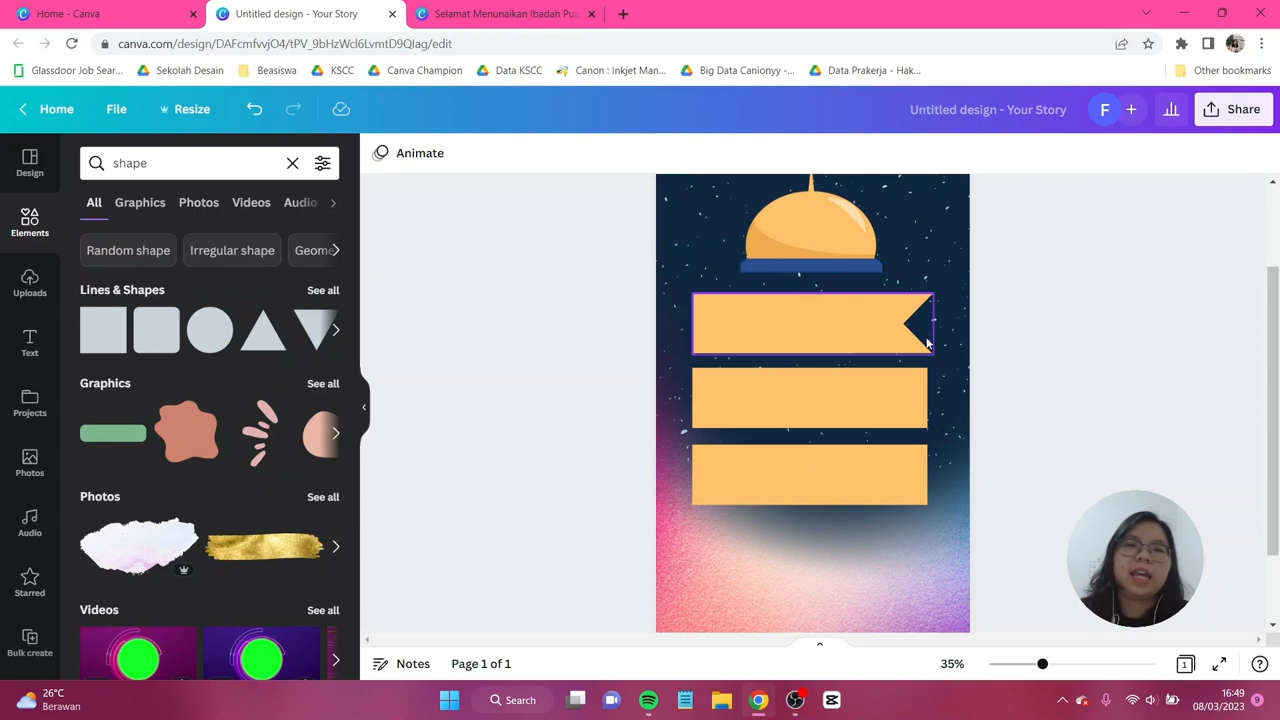 Home - Canva
Untitled design - Your Story
Selamat Menunaikan Ibadah Pua
canva.com/design/DAFcmfvvjO4/tPV_9bHzWcl6LvmtD9QIag/edit
Glassdoor Job Sear...
Sekolah Desain
Beasiswa
KSCC
Canva Champion
Data KSCC
Canon : Inkjet Man...
Big Data Canionyy -...
Data Prakerja - Hak...
Other bookmarks
Home
File
Resize
Untitled design - Your Story
F
Share
Design
Elements
Uploads
Text
Projects
Photos
Audio
Starred
Bulk create
shape
All
Graphics
Photos
Videos
Audio
Random shape
Irregular shape
Geome
Lines & Shapes
See all
Graphics
See all
Photos
See all
Videos
See all
Animate
Notes
Page 1 of 1
35%
1
26°C
Berawan
Search
16:49
08/03/2023
9